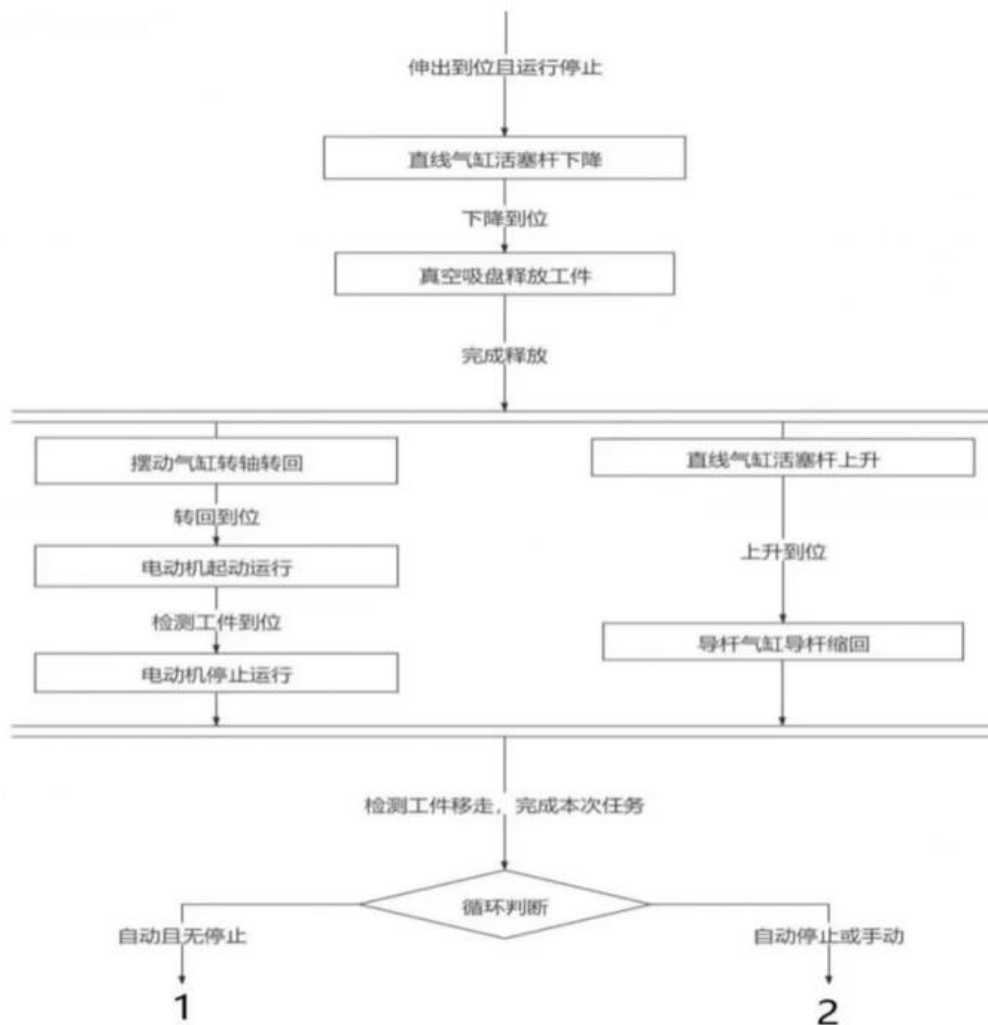 伸出到位且运行停止
直线气缸活塞杆下降
下降到位
真空吸盘释放工件
完成释放
摆动气缸转轴转回
直线气缸活塞杆上升
转回到位
电动机起动运行
上升到位
检测工件到位
导杆气缸导杆缩回
电动机停止运行
检测工件移走，完成本次任务
循环判断
自动且无停止
自动停止或手动
1
2